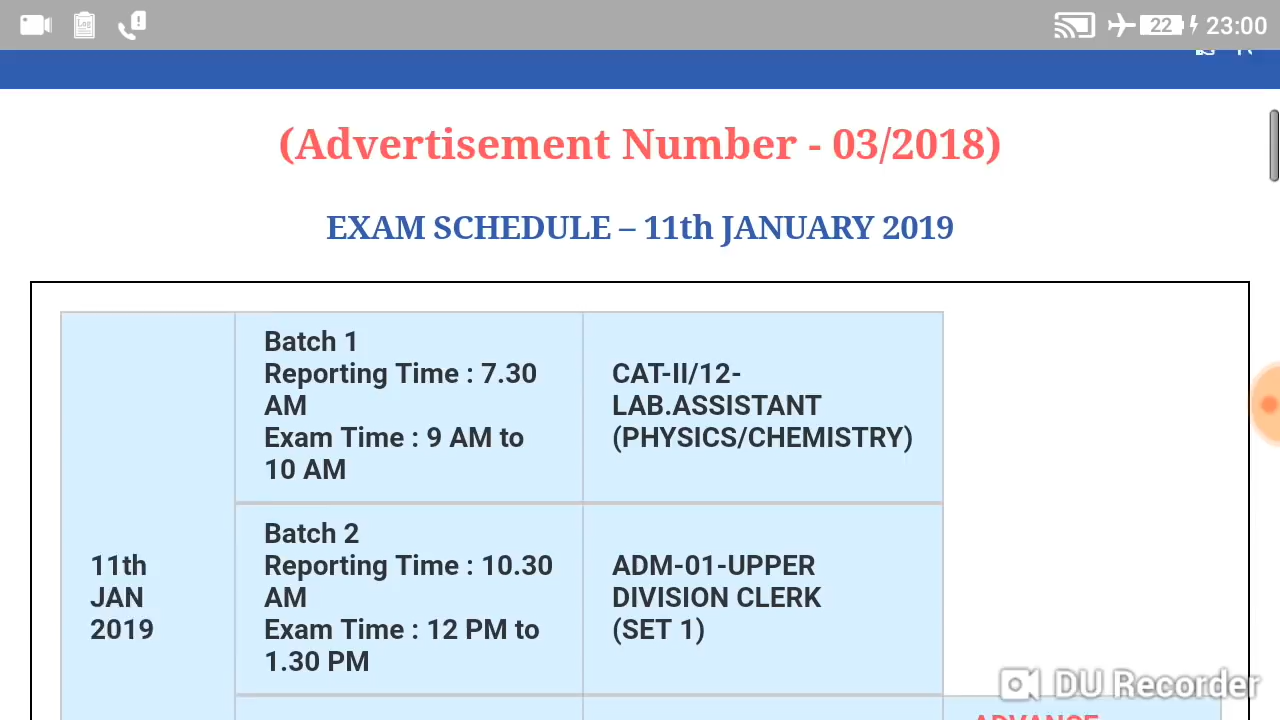 22 23:00
(Advertisement Number - 03/2018)
EXAM SCHEDULE – 11th JANUARY 2019
Batch 1
Reporting Time : 7.30
AM
Exam Time : 9 AM to
10 AM
CAT-II/12-
LAB.ASSISTANT
(PHYSICS/CHEMISTRY)
11th
JAN
2019
Batch 2
Reporting Time : 10.30
AM
Exam Time : 12 PM to
1.30 PM
ADM-01-UPPER
DIVISION CLERK
(SET 1)
ADVANCE
DU Recorder